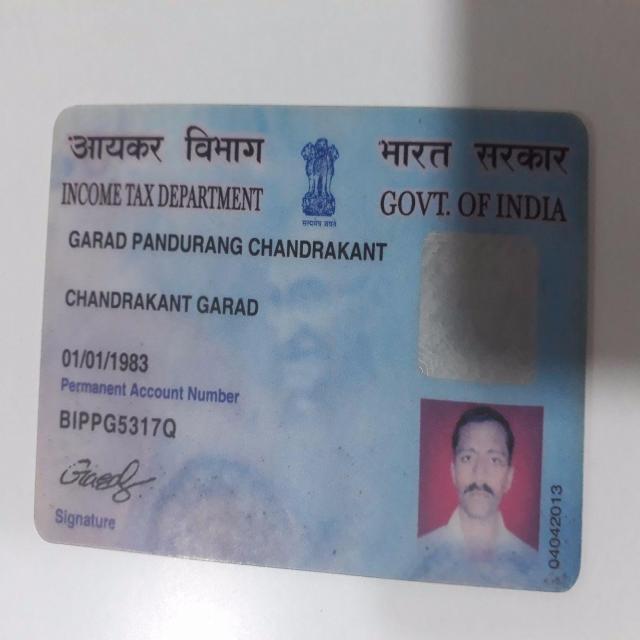 आयकर विभाग
भारत सरकार
INCOME TAX DEPARTMENT
GOVT. OF INDIA
सत्यमेव जयते
GARAD PANDURANG CHANDRAKANT
CHANDRAKANT GARAD
01/01/1983
Permanent Account Number
BIPPG5317Q
Signature
04042013